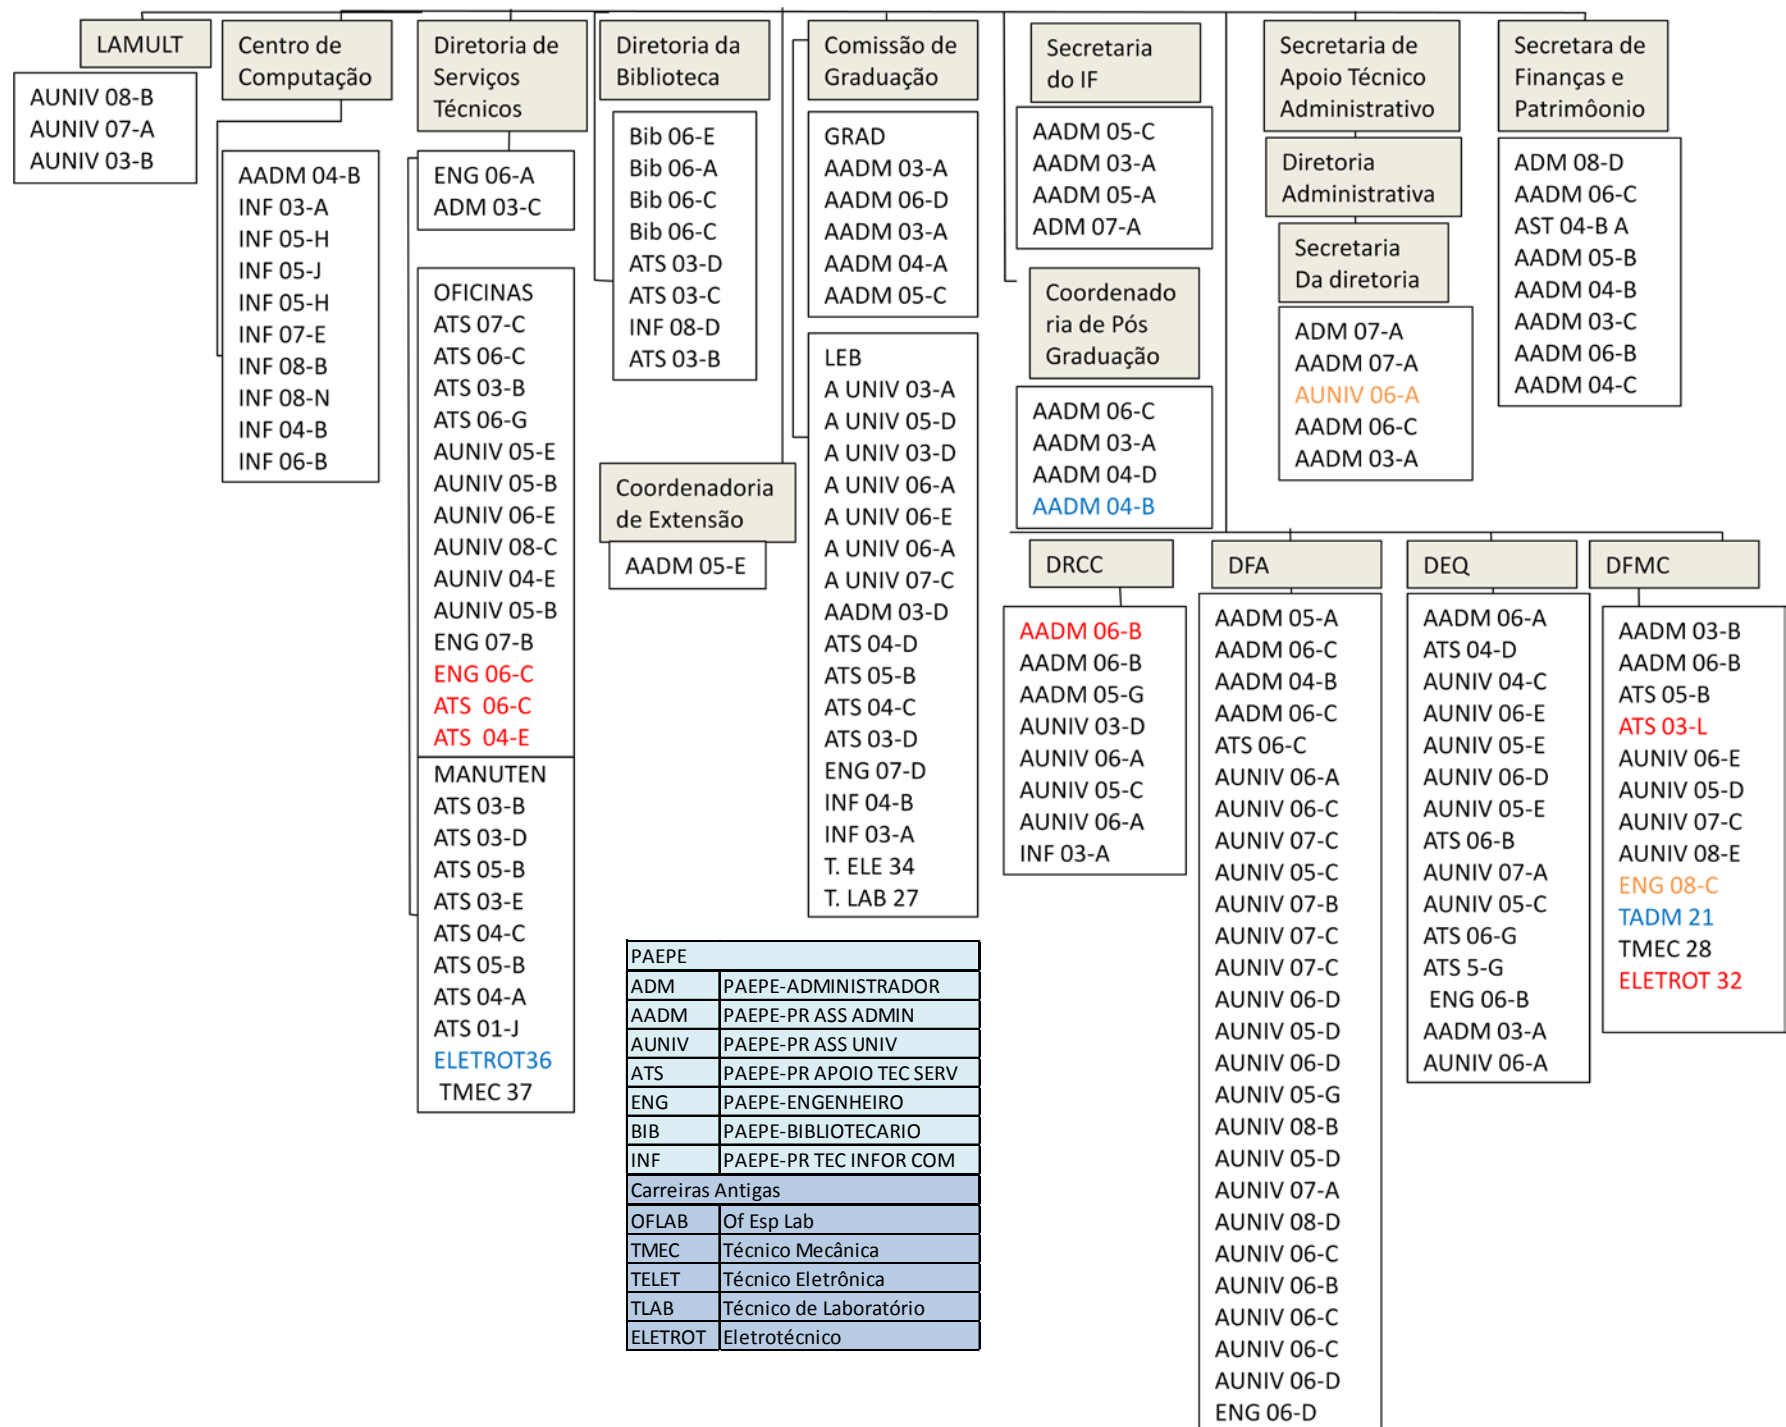 LAMULT
AUNIV 08-B
AUNIV 07-A
AUNIV 03-B
Centro de
Computação
AADM 04-B
INF 03-A
INF 05-H
INF 05-J
INF 05-H
INF 07-E
INF 08-B
INF 08-N
INF 04-B
INF 06-B
Diretoria de
Serviços
Técnicos
ENG 06-A
ADM 03-C
OFICINAS
ATS 07-C
ATS 06-C
ATS 03-B
ATS 06-G
AUNIV 05-E
AUNIV 05-B
AUNIV 06-E
AUNIV 08-C
AUNIV 04-E
AUNIV 05-B
ENG 07-B
ENG 06-C
ATS  06-C
ATS  04-E
MANUTEN
ATS 03-B
ATS 03-D
ATS 05-B
ATS 03-E
ATS 04-C
ATS 05-B
ATS 04-A
ATS 01-J
ELETROT36
TMEC 37
Diretoria da
Biblioteca
Bib 06-E
Bib 06-A
Bib 06-C
Bib 06-C
ATS 03-D
ATS 03-C
INF 08-D
ATS 03-B
Coordenadoria
de Extensão
AADM 05-E
Comissão de
Graduação
GRAD
AADM 03-A
AADM 06-D
AADM 03-A
AADM 04-A
AADM 05-C
LEB
A UNIV 03-A
A UNIV 05-D
A UNIV 03-D
A UNIV 06-A
A UNIV 06-E
A UNIV 06-A
A UNIV 07-C
AADM 03-D
ATS 04-D
ATS 05-B
ATS 04-C
ATS 03-D
ENG 07-D
INF 04-B
INF 03-A
T. ELE 34
T. LAB 27
Secretaria
do IF
AADM 05-C
AADM 03-A
AADM 05-A
ADM 07-A
Coordenado
ria de Pós
Graduação
AADM 06-C
AADM 03-A
AADM 04-D
AADM 04-B
Secretaria de
Apoio Técnico
Administrativo
Diretoria
Administrativa
Secretaria
Da diretoria
ADM 07-A
AADM 07-A
AUNIV 06-A
AADM 06-C
AADM 03-A
Secretara de
Finanças e
Patrimôonio
ADM 08-D
AADM 06-C
AST 04-B A
AADM 05-B
AADM 04-B
AADM 03-C
AADM 06-B
AADM 04-C
DRCC
AADM 06-B
AADM 06-B
AADM 05-G
AUNIV 03-D
AUNIV 06-A
AUNIV 05-C
AUNIV 06-A
INF 03-A
DFA
AADM 05-A
AADM 06-C
AADM 04-B
AADM 06-C
ATS 06-C
AUNIV 06-A
AUNIV 06-C
AUNIV 07-C
AUNIV 05-C
AUNIV 07-B
AUNIV 07-C
AUNIV 07-C
AUNIV 06-D
AUNIV 05-D
AUNIV 06-D
AUNIV 05-G
AUNIV 08-B
AUNIV 05-D
AUNIV 07-A
AUNIV 08-D
AUNIV 06-C
AUNIV 06-B
AUNIV 06-C
AUNIV 06-C
AUNIV 06-D
ENG 06-D
DEQ
AADM 06-A
ATS 04-D
AUNIV 04-C
AUNIV 06-E
AUNIV 05-E
AUNIV 06-D
AUNIV 05-E
ATS 06-B
AUNIV 07-A
AUNIV 05-C
ATS 06-G
ATS 5-G
ENG 06-B
AADM 03-A
AUNIV 06-A
DFMC
AADM 03-B
AADM 06-B
ATS 05-B
ATS 03-L
AUNIV 06-E
AUNIV 05-D
AUNIV 07-C
AUNIV 08-E
ENG 08-C
TADM 21
TMEC 28
ELETROT 32
PAEPE
ADM PAEPE-ADMINISTRADOR
AADM PAEPE-PR ASS ADMIN
AUNIV PAEPE-PR ASS UNIV
ATS PAEPE-PR APOIO TEC SERV
ENG PAEPE-ENGENHEIRO
BIB PAEPE-BIBLIOTECARIO
INF PAEPE-PR TEC INFOR COM
Carreiras Antigas
OFLAB Of Esp Lab
TMEC Técnico Mecânica
TELET Técnico Eletrônica
TLAB Técnico de Laboratório
ELETROT Eletrotécnico